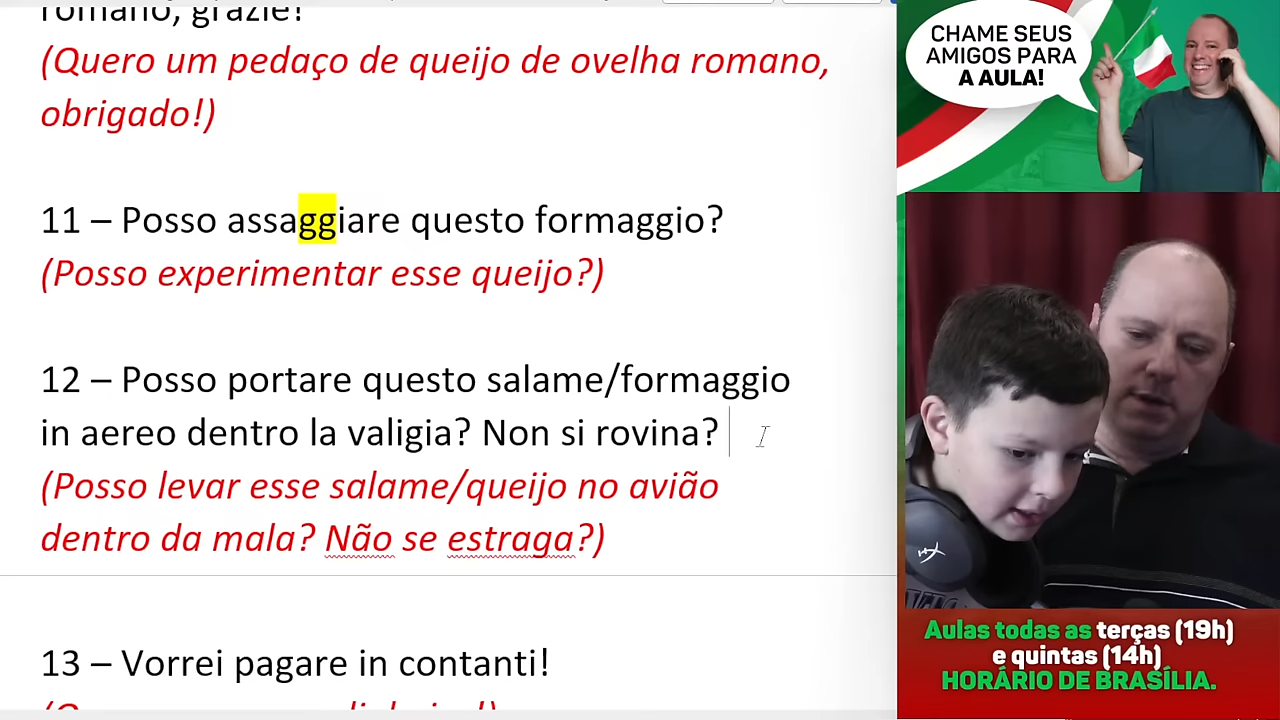 romano, grazie!
(Quero um pedaço de queijo de ovelha romano,
obrigado!)
11 – Posso assaggiare questo formaggio?
(Posso experimentar esse queijo?)
12 – Posso portare questo salame/formaggio
in aereo dentro la valigia? Non si rovina?
(Posso levar esse salame/queijo no avião
dentro da mala? Não se estraga?)
13 – Vorrei pagare in contanti!
CHAME SEUS
AMIGOS PARA
A AULA!
Aulas todas as terças (19h)
e quintas (14h)
HORÁRIO DE BRASÍLIA.